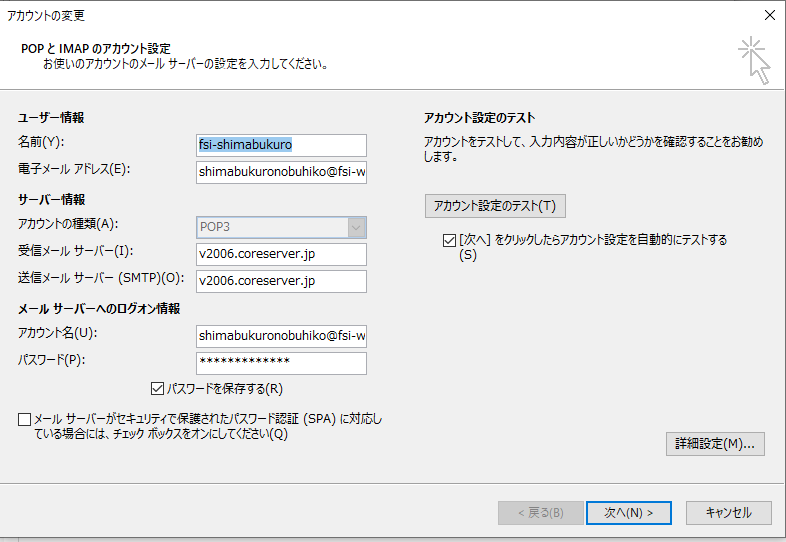 アカウントの変更
POP と IMAP のアカウント設定
お使いのアカウントのメール サーバーの設定を入力してください。
ユーザー情報
名前(Y):
fsi-shimabukuro
電子メール アドレス(E):
shimabukuronobuhiko@fsi-w
サーバー情報
アカウントの種類(A):
POP3
受信メール サーバー(I):
v2006.coreserver.jp
送信メール サーバー (SMTP)(O):
v2006.coreserver.jp
メール サーバーへのログオン情報
アカウント名(U):
shimabukuronobuhiko@fsi-w
パスワード(P):
*************
パスワードを保存する(R)
メール サーバーがセキュリティで保護されたパスワード認証 (SPA) に対応し
ている場合には、チェック ボックスをオンにしてください(Q)
アカウント設定のテスト
アカウントをテストして、入力内容が正しいかどうかを確認することをお勧め
します。
アカウント設定のテスト(T)
[次へ] をクリックしたらアカウント設定を自動的にテストする
(S)
詳細設定(M)...
< 戻る(B)
次へ(N) >
キャンセル